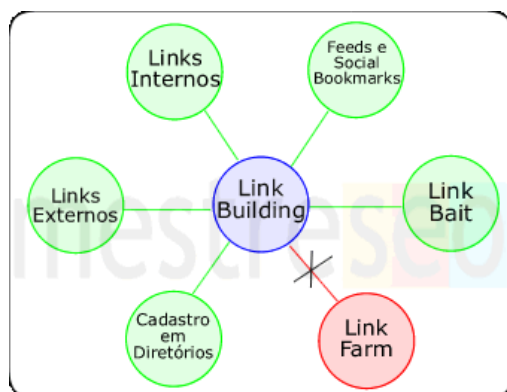 Links
Internos
Feeds e
Social
Bookmarks
Links
Externos
Link
Building
Link
Bait
Cadastro
em
Diretórios
Link
Farm
mestreseo